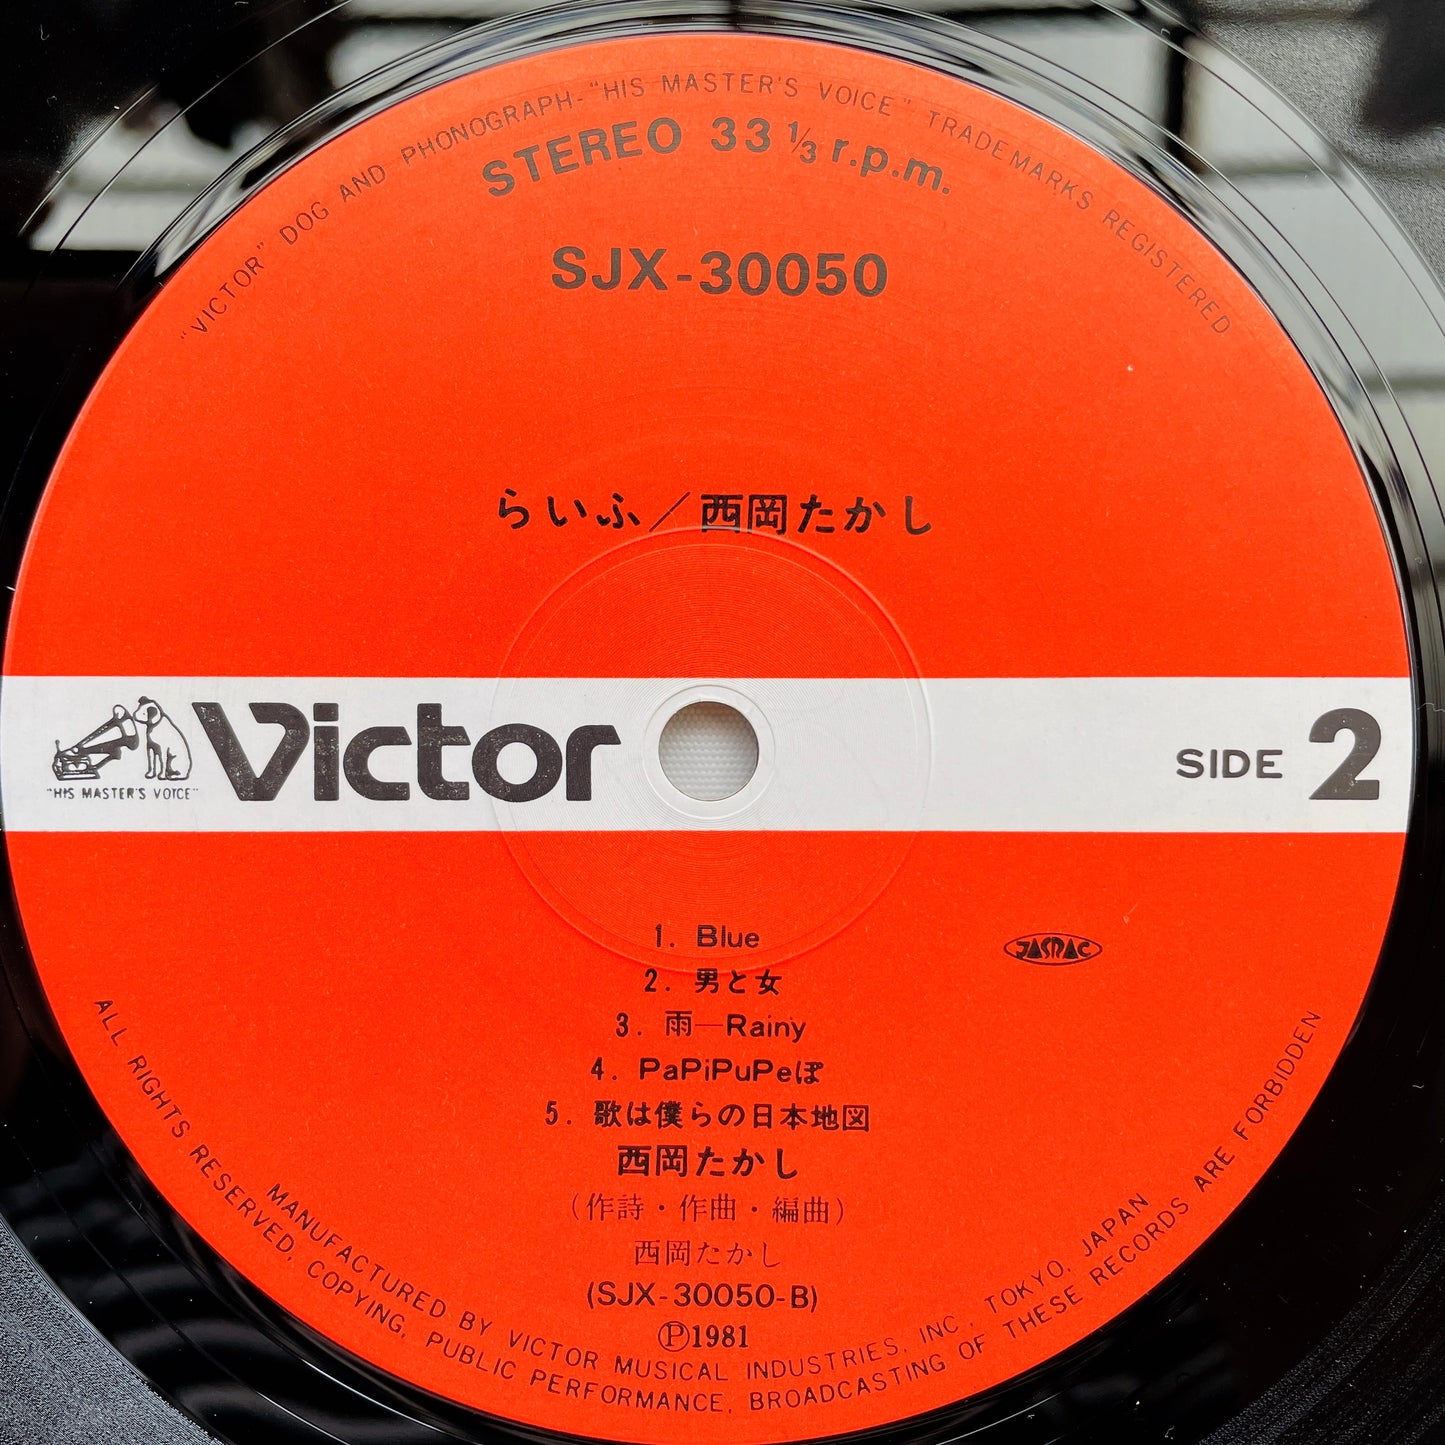 "VICTOR" DOG AND PHONOGRAPH-"HIS MASTER'S VOICE" TRADEMARKS REGISTERED
STEREO 33 1/3 r.p.m.
SJX-30050
らいふ／西岡たかし
"HIS MASTER'S VOICE"
Victor
SIDE 2
1. Blue
2. 男と女
3. 雨—Rainy
4. PaPiPuPeぽ
5. 歌は僕らの日本地図
JASRAC
西岡たかし
(作詩・作曲・編曲)
西岡たかし
(SJX-30050-B)
Ⓟ1981
MANUFACTURED BY VICTOR MUSICAL INDUSTRIES, INC., TOKYO, JAPAN
ALL RIGHTS RESERVED, COPYING, PUBLIC PERFORMANCE, BROADCASTING OF THESE RECORDS ARE FORBIDDEN